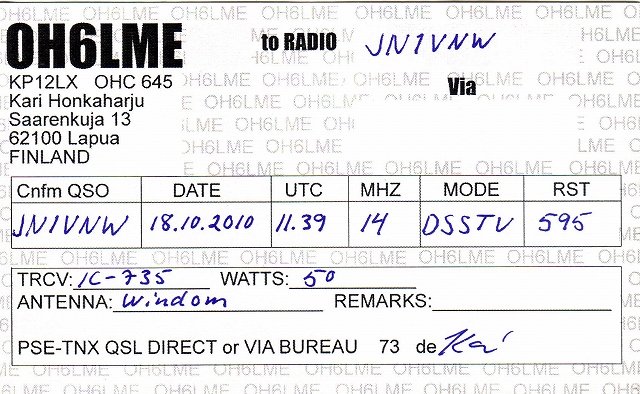 OH6LME to RADIO JN1VNW
KP12LX OHC 645 Via
Kari Honkaharju
Saarenkuja 13
62100 Lapua
FINLAND
Cnfm QSO DATE UTC MHZ MODE RST
JN1VNW 18.10.2010 11.39 14 DSSTV 595
TRCV: IC-735 WATTS: 50
ANTENNA: Windom REMARKS:
PSE-TNX QSL DIRECT or VIA BUREAU 73 de Kai